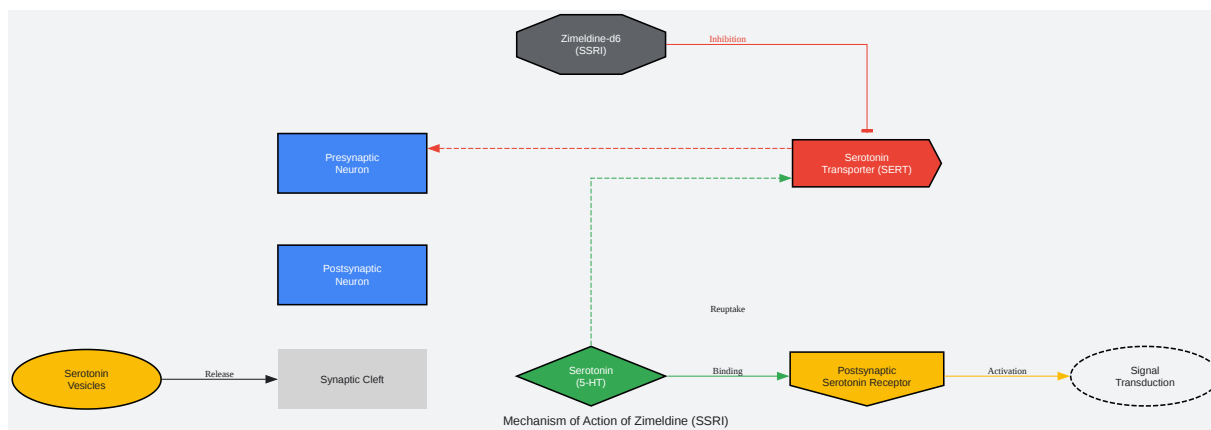 Zimeldine-d6
(SSRI)
Inhibition
Presynaptic
Neuron
Serotonin
Transporter (SERT)
Postsynaptic
Neuron
Reuptake
Serotonin
Vesicles
Release
Synaptic Cleft
Serotonin
(5-HT)
Binding
Postsynaptic
Serotonin Receptor
Activation
Signal
Transduction
Mechanism of Action of Zimeldine (SSRI)